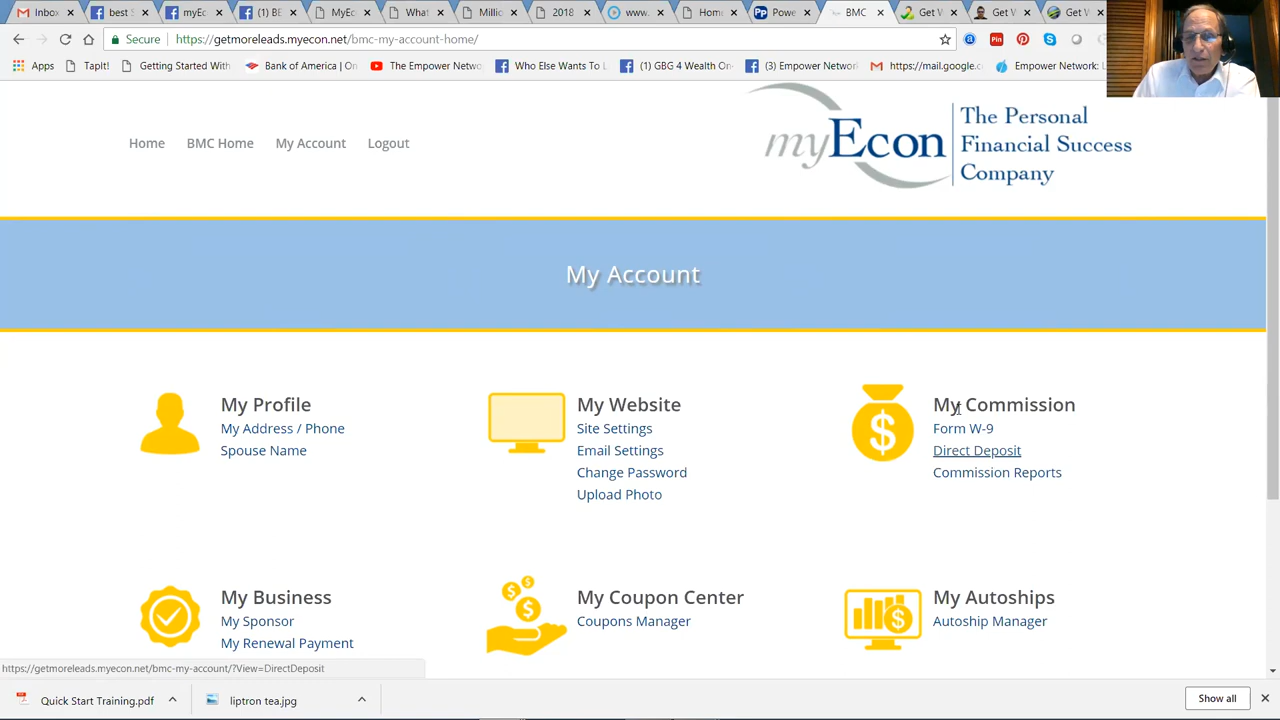 Inbox
best S
myEc
(1) BE
MyEc
What
Millic
2018
www.
Home
Pp Powe
BMC
Get W
Get V
Get V
Secure
https://getmoreleads.myecon.net/bmc-my-account-home/
Apps
TapIt!
Getting Started With
Bank of America | On
The Empower Netwo
Who Else Wants To L
(1) GBG 4 Wealth On
(3) Empower Networ
https://mail.google.c
Empower Network: L
Home
BMC Home
My Account
Logout
myEcon
The Personal
Financial Success
Company
My Account
My Profile
My Address / Phone
Spouse Name
My Website
Site Settings
Email Settings
Change Password
Upload Photo
My Commission
Form W-9
Direct Deposit
Commission Reports
My Business
My Sponsor
My Renewal Payment
My Coupon Center
Coupons Manager
My Autoships
Autoship Manager
https://getmoreleads.myecon.net/bmc-my-account/?View=DirectDeposit
Quick Start Training.pdf
liptron tea.jpg
Show all